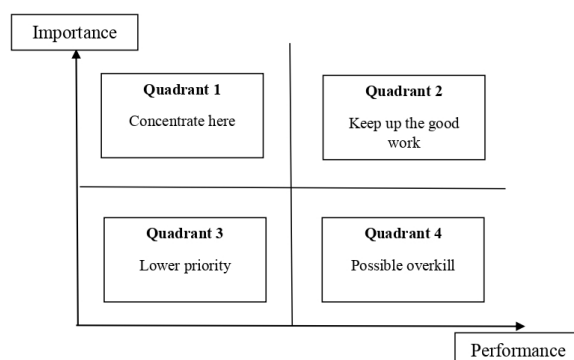 Importance
Quadrant 1
Concentrate here
Quadrant 2
Keep up the good
work
Quadrant 3
Lower priority
Quadrant 4
Possible overkill
Performance